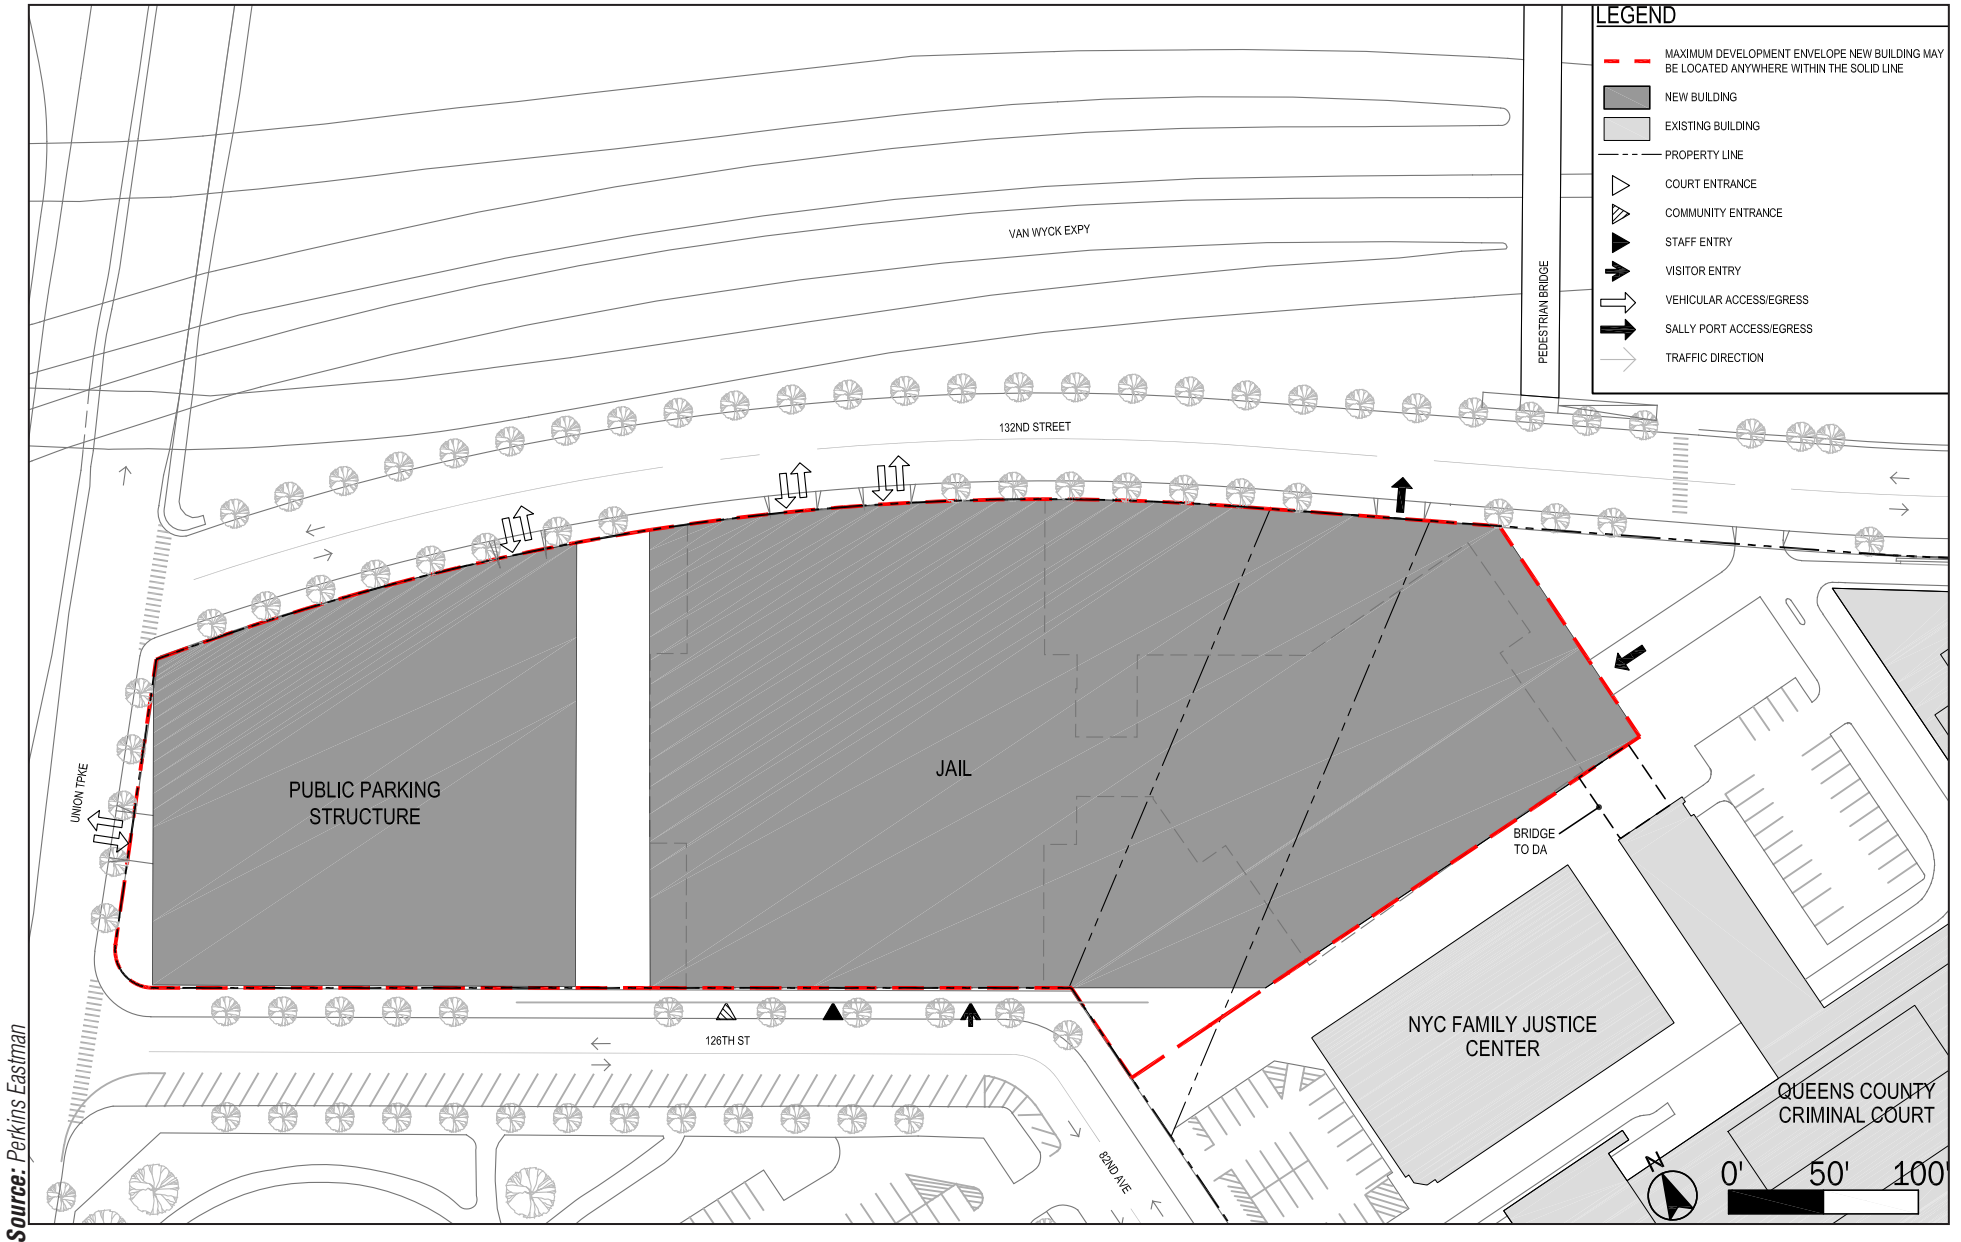 LEGEND
MAXIMUM DEVELOPMENT ENVELOPE NEW BUILDING MAY
BE LOCATED ANYWHERE WITHIN THE SOLID LINE
NEW BUILDING
EXISTING BUILDING
PROPERTY LINE
COURT ENTRANCE
COMMUNITY ENTRANCE
STAFF ENTRY
VISITOR ENTRY
VEHICULAR ACCESS/EGRESS
SALLY PORT ACCESS/EGRESS
TRAFFIC DIRECTION
VAN WYCK EXPY
PEDESTRIAN BRIDGE
132ND STREET
UNION TPKE
PUBLIC PARKING
STRUCTURE
JAIL
BRIDGE
TO DA
126TH ST
82ND AVE
NYC FAMILY JUSTICE
CENTER
QUEENS COUNTY
CRIMINAL COURT
N
0' 50' 100'
Source: Perkins Eastman